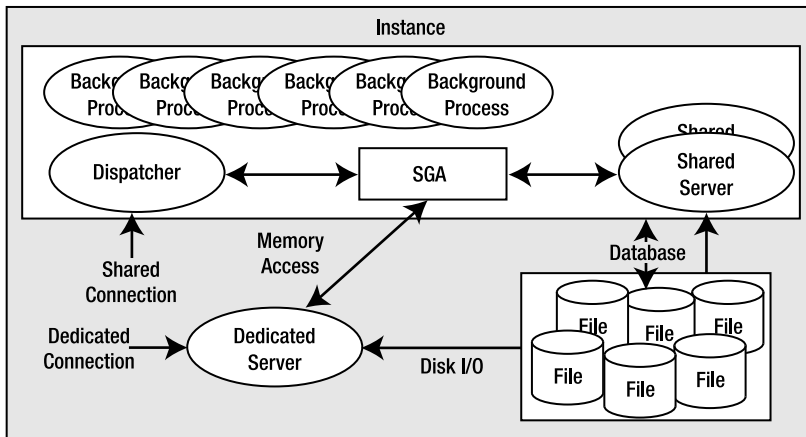 Instance
Background
Process
Shared
Dispatcher
SGA
Shared
Server
Memory
Access
Database
Shared
Connection
File
File
File
Dedicated
Connection
Dedicated
Server
Disk I/O
File
File
File